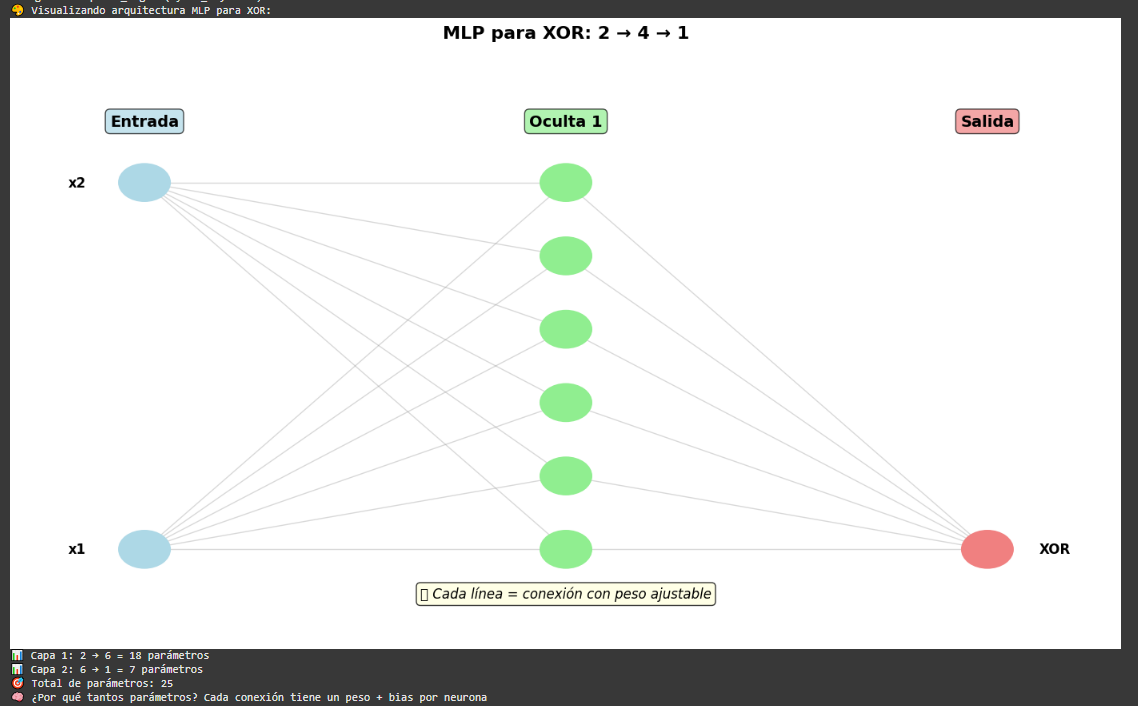 Visualizando arquitectura MLP para XOR:
MLP para XOR: 2 → 4 → 1
Entrada
Oculta 1
Salida
x2
x1
XOR
Cada línea = conexión con peso ajustable
Capa 1: 2 → 6 = 18 parámetros
Capa 2: 6 → 1 = 7 parámetros
Total de parámetros: 25
¿Por qué tantos parámetros? Cada conexión tiene un peso + bias por neurona